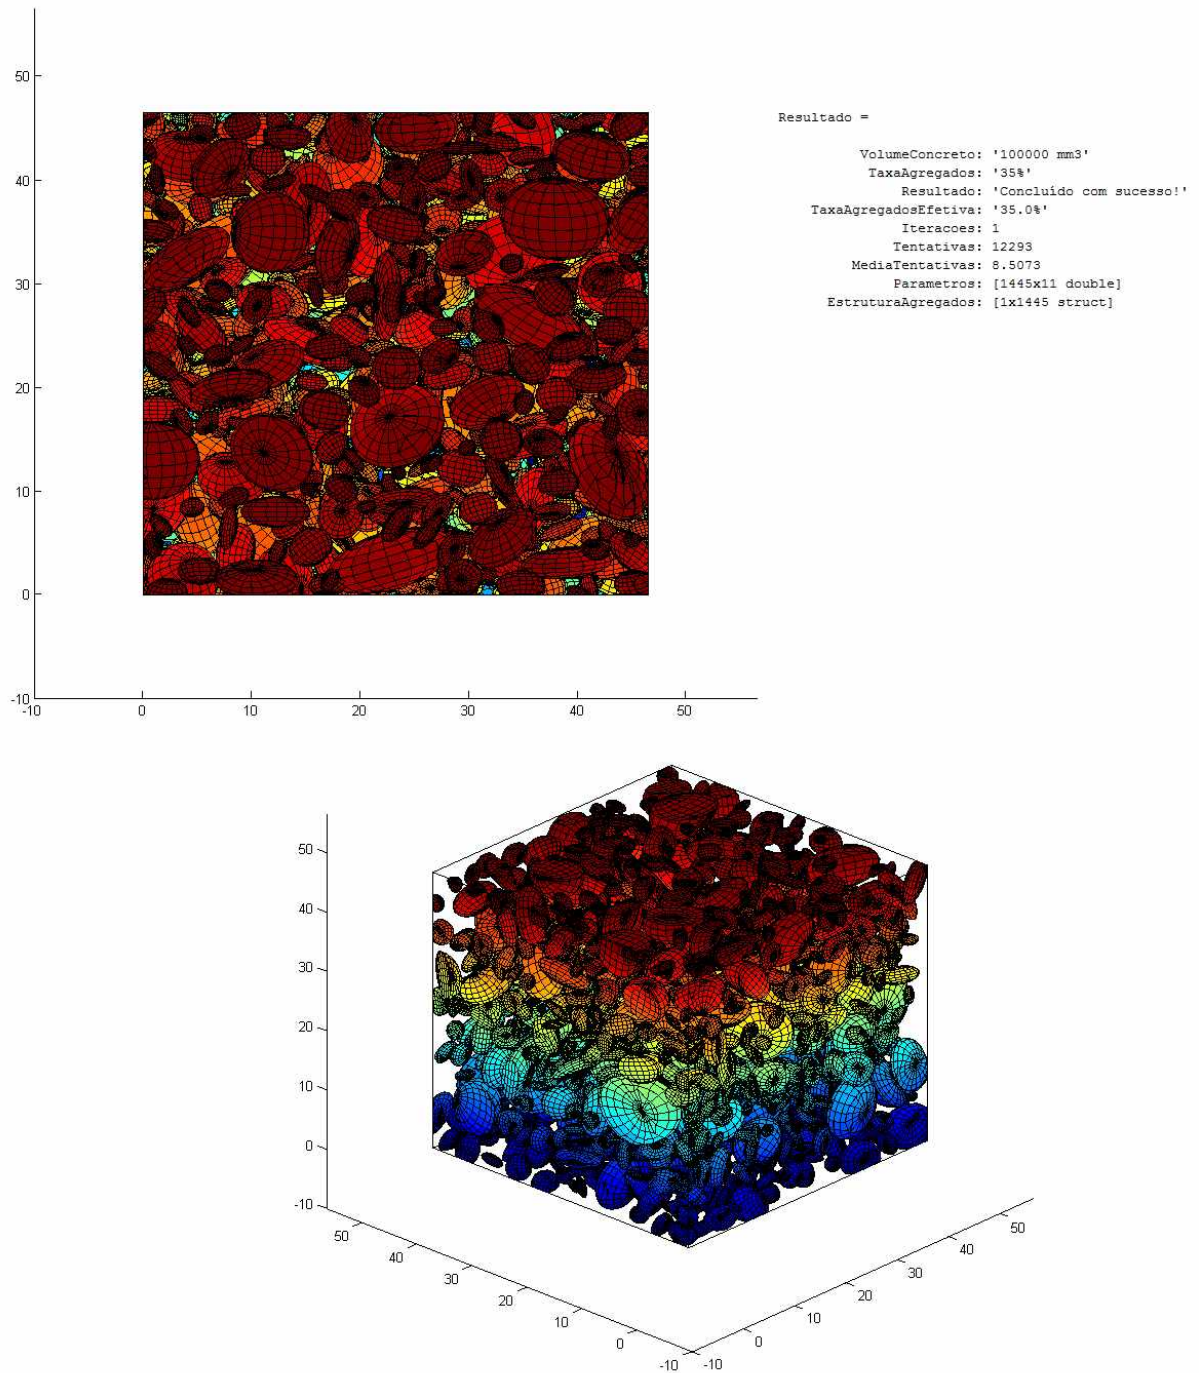 50
40
30
20
10
0
-10
-10 0 10 20 30 40 50
Resultado =
VolumeConcreto: '100000 mm3'
TaxaAgregados: '35%'
Resultado: 'Concluído com sucesso!'
TaxaAgregadosEfetiva: '35.0%'
Iteracoes: 1
Tentativas: 12293
MediaTentativas: 8.5073
Parametros: [1445x11 double]
EstruturaAgregados: [1x1445 struct]
50
40
30
20
10
0
-10
50
40
30
20
10
0
-10
-10
0
10
20
30
40
50